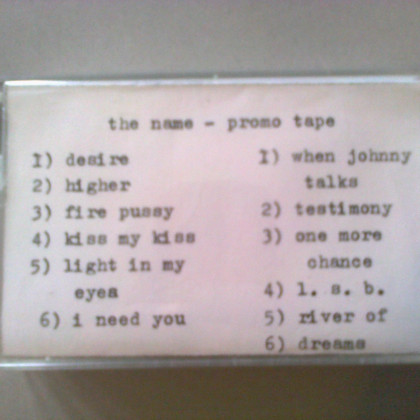 the name - promo tape
1) desire
2) higher
3) fire pussy
4) kiss my kiss
5) light in my
eyes
6) i need you
1) when johnny
talks
2) testimony
3) one more
chance
4) l. s. b.
5) river of
6) dreams